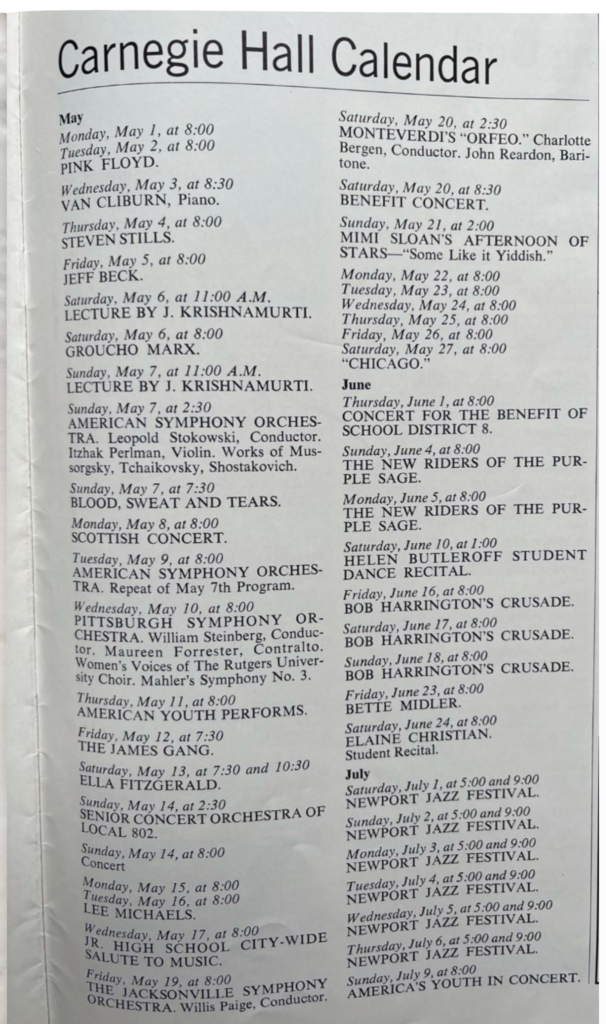 Carnegie Hall Calendar
May
Monday, May 1, at 8:00
Tuesday, May 2, at 8:00
PINK FLOYD.
Wednesday, May 3, at 8:30
VAN CLIBURN, Piano.
Thursday, May 4, at 8:00
STEVEN STILLS.
Friday, May 5, at 8:00
JEFF BECK.
Saturday, May 6, at 11:00 A.M.
LECTURE BY J. KRISHNAMURTI.
Saturday, May 6, at 8:00
GROUCHO MARX.
Sunday, May 7, at 11:00 A.M.
LECTURE BY J. KRISHNAMURTI.
Sunday, May 7, at 2:30
AMERICAN SYMPHONY ORCHES-
TRA. Leopold Stokowski, Conductor.
Itzhak Perlman, Violin. Works of Mus-
sorgsky, Tchaikovsky, Shostakovich.
Sunday, May 7, at 7:30
BLOOD, SWEAT AND TEARS.
Monday, May 8, at 8:00
SCOTTISH CONCERT.
Tuesday, May 9, at 8:00
AMERICAN SYMPHONY ORCHES-
TRA. Repeat of May 7th Program.
Wednesday, May 10, at 8:00
PITTSBURGH SYMPHONY OR-
CHESTRA. William Steinberg, Conduc-
tor. Maureen Forrester, Contralto.
Women's Voices of The Rutgers Univer-
sity Choir. Mahler's Symphony No. 3.
Thursday, May 11, at 8:00
AMERICAN YOUTH PERFORMS.
Friday, May 12, at 7:30
THE JAMES GANG.
Saturday, May 13, at 7:30 and 10:30
ELLA FITZGERALD.
Sunday, May 14, at 2:30
SENIOR CONCERT ORCHESTRA OF
LOCAL 802.
Sunday, May 14, at 8:00
Concert
Monday, May 15, at 8:00
Tuesday, May 16, at 8:00
LEE MICHAELS.
Wednesday, May 17, at 8:00
JR. HIGH SCHOOL CITY-WIDE
SALUTE TO MUSIC.
Friday, May 19, at 8:00
THE JACKSONVILLE SYMPHONY
ORCHESTRA. Willis Paige, Conductor.
Saturday, May 20, at 2:30
MONTEVERDI'S "ORFEO." Charlotte
Bergen, Conductor. John Reardon, Bari-
tone.
Saturday, May 20, at 8:30
BENEFIT CONCERT.
Sunday, May 21, at 2:00
MIMI SLOAN'S AFTERNOON OF
STARS—"Some Like it Yiddish."
Monday, May 22, at 8:00
Tuesday, May 23, at 8:00
Wednesday, May 24, at 8:00
Thursday, May 25, at 8:00
Friday, May 26, at 8:00
Saturday, May 27, at 8:00
"CHICAGO."
June
Thursday, June 1, at 8:00
CONCERT FOR THE BENEFIT OF
SCHOOL DISTRICT 8.
Sunday, June 4, at 8:00
THE NEW RIDERS OF THE PUR-
PLE SAGE.
Monday, June 5, at 8:00
THE NEW RIDERS OF THE PUR-
PLE SAGE.
Saturday, June 10, at 1:00
HELEN BUTLEROFF STUDENT
DANCE RECITAL.
Friday, June 16, at 8:00
BOB HARRINGTON'S CRUSADE.
Saturday, June 17, at 8:00
BOB HARRINGTON'S CRUSADE.
Sunday, June 18, at 8:00
BOB HARRINGTON'S CRUSADE.
Friday, June 23, at 8:00
BETTE MIDLER.
Saturday, June 24, at 8:00
ELAINE CHRISTIAN.
Student Recital.
July
Saturday, July 1, at 5:00 and 9:00
NEWPORT JAZZ FESTIVAL.
Sunday, July 2, at 5:00 and 9:00
NEWPORT JAZZ FESTIVAL.
Monday, July 3, at 5:00 and 9:00
NEWPORT JAZZ FESTIVAL.
Tuesday, July 4, at 5:00 and 9:00
NEWPORT JAZZ FESTIVAL.
Wednesday, July 5, at 5:00 and 9:00
NEWPORT JAZZ FESTIVAL.
Thursday, July 6, at 5:00 and 9:00
NEWPORT JAZZ FESTIVAL.
Sunday, July 9, at 8:00
AMERICA'S YOUTH IN CONCERT.